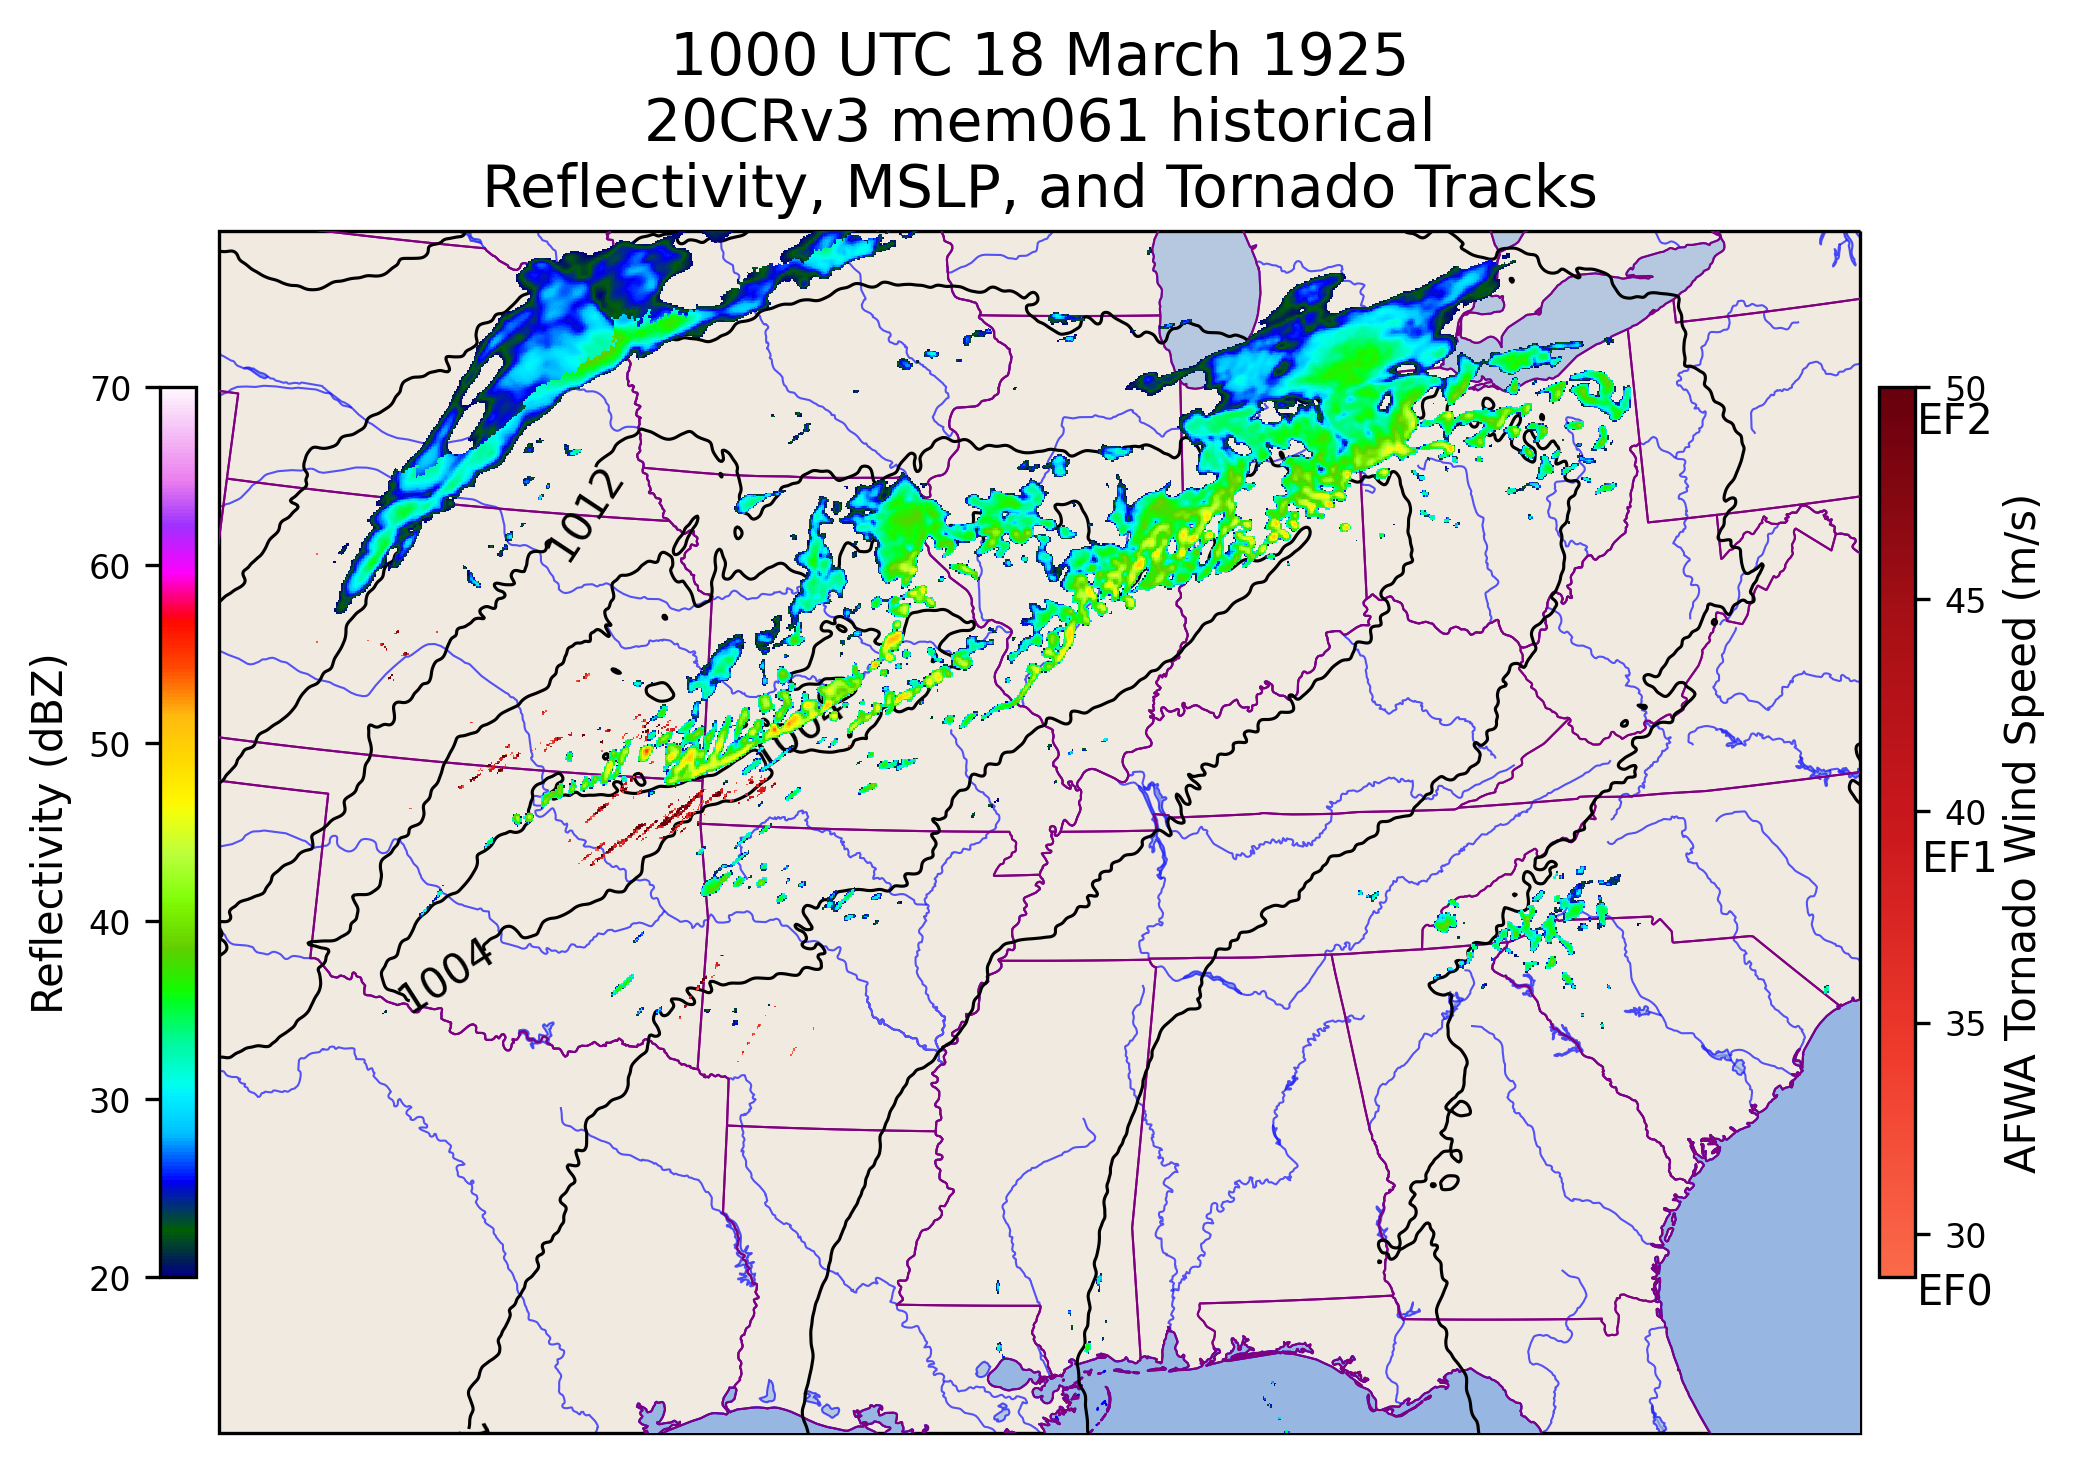 1000 UTC 18 March 1925
20CRv3 mem061 historical
Reflectivity, MSLP, and Tornado Tracks
70
60
50
40
30
20
Reflectivity (dBZ)
1012
1004
50
EF2
45
40
EF1
35
30
EF0
AFWA Tornado Wind Speed (m/s)